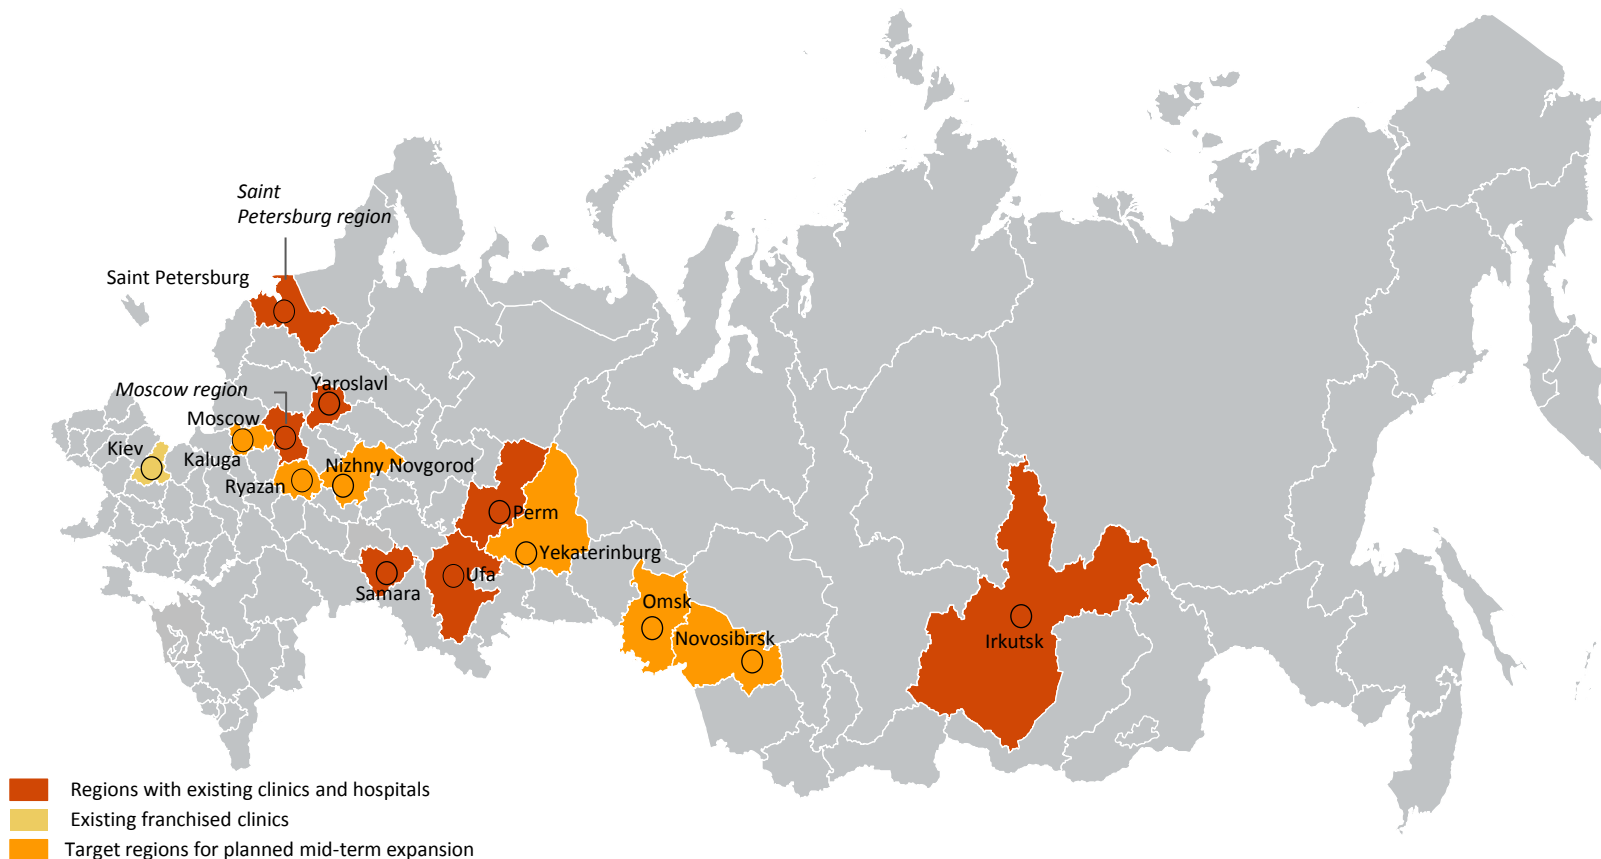 Saint
Petersburg region
Saint Petersburg
Moscow region
Yaroslavl
Moscow
Kiev
Kaluga
Nizhny Novgorod
Ryazan
Perm
Yekaterinburg
Ufa
Samara
Omsk
Novosibirsk
Irkutsk
Regions with existing clinics and hospitals
Existing franchised clinics
Target regions for planned mid-term expansion